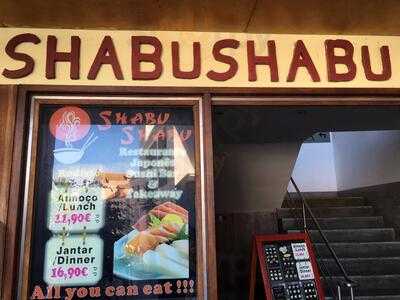 SHABUSHABU
SHABU
SHABU
Restaurante
Japonês
Sushi Bar
&
Takeaway
Rodízio
Almoço
/Lunch
11,90€
Jantar
/Dinner
16,90€
All you can eat !!!